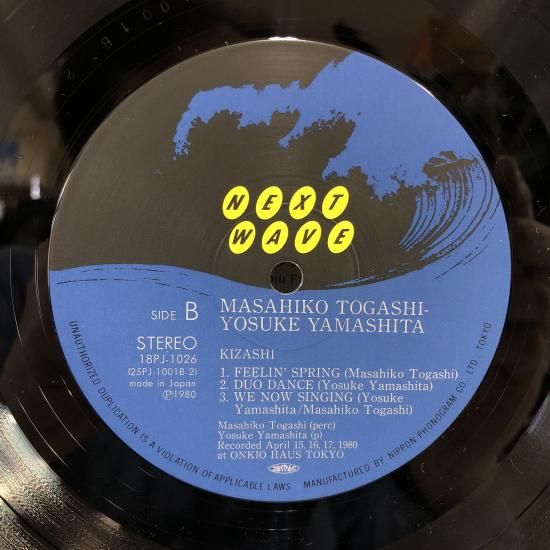 NEXT
WAVE
SIDE B
STEREO
18PJ-1026
(25PJ-1001B-2)
made in Japan
Ⓟ1980
MASAHIKO TOGASHI-
YOSUKE YAMASHITA
KIZASHI
1. FEELIN' SPRING (Masahiko Togashi)
2. DUO DANCE (Yosuke Yamashita)
3. WE NOW SINGING (Yosuke
Yamashita/Masahiko Togashi)
Masahiko Togashi (perc)
Yosuke Yamashita (p)
Recorded April 15, 16, 17, 1980
at ONKIO HAUS TOKYO
JASRAC
UNAUTHORIZED DUPLICATION IS A VIOLATION OF APPLICABLE LAWS
MANUFACTURED BY NIPPON PHONOGRAM CO., LTD., TOKYO